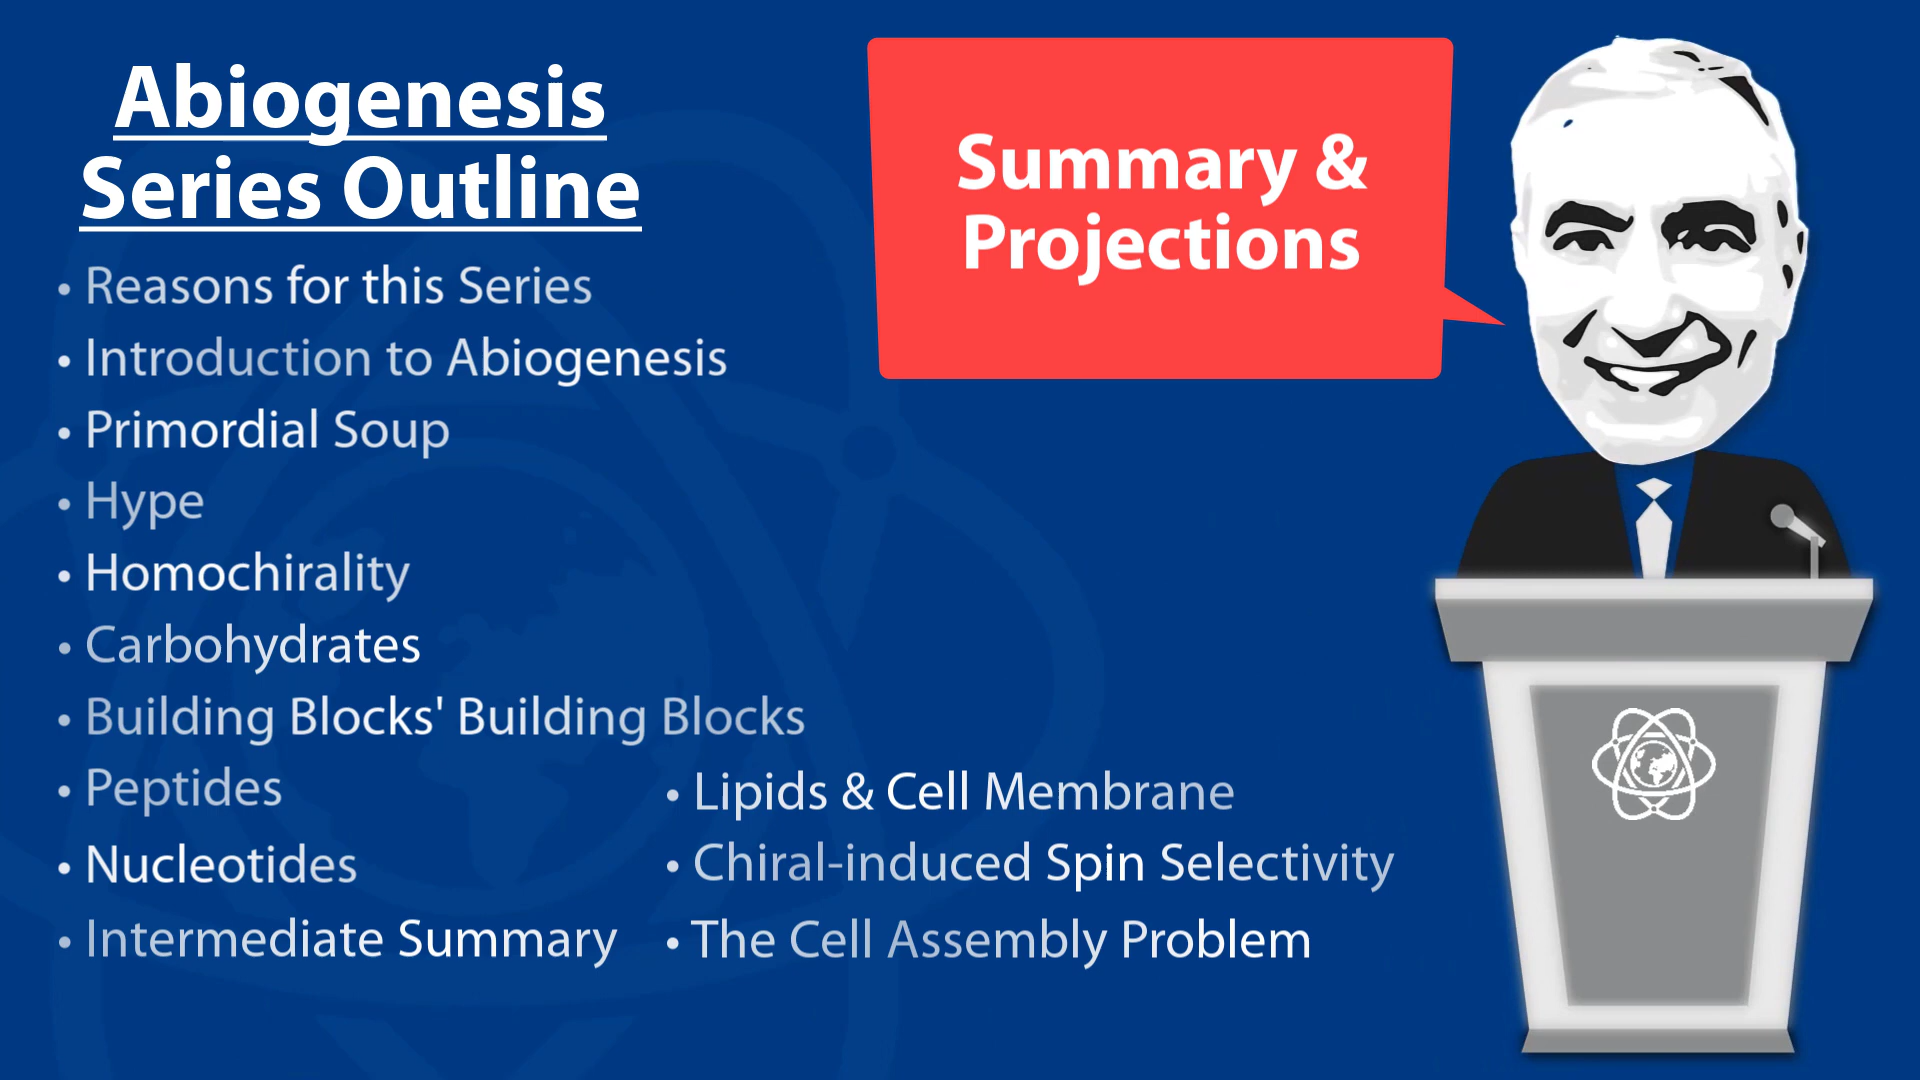 Abiogenesis
Series Outline
• Reasons for this Series
• Introduction to Abiogenesis
• Primordial Soup
• Hype
• Homochirality
• Carbohydrates
• Building Blocks' Building Blocks
• Peptides
• Nucleotides
• Intermediate Summary
• Lipids & Cell Membrane
• Chiral-induced Spin Selectivity
• The Cell Assembly Problem
Summary &
Projections